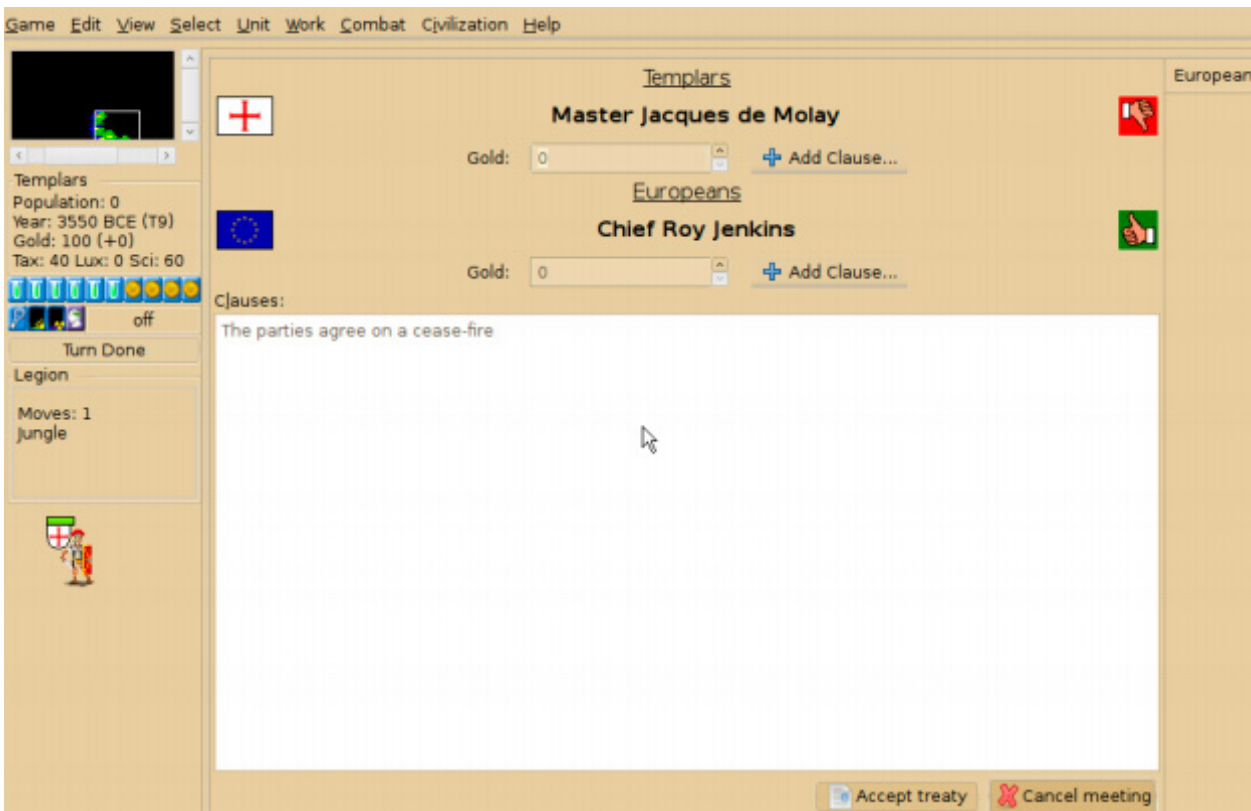 Game Edit View Select Unit Work Combat Civilization Help
Templars
European
Master Jacques de Molay
Gold: 0 Add Clause...
Templars
Population: 0
Year: 3550 BCE (T9)
Gold: 100 (+0)
Tax: 40 Lux: 0 Sci: 60
Europeans
Chief Roy Jenkins
Gold: 0 Add Clause...
Clauses:
off
The parties agree on a cease-fire
Turn Done
Legion
Moves: 1
Jungle
Accept treaty Cancel meeting